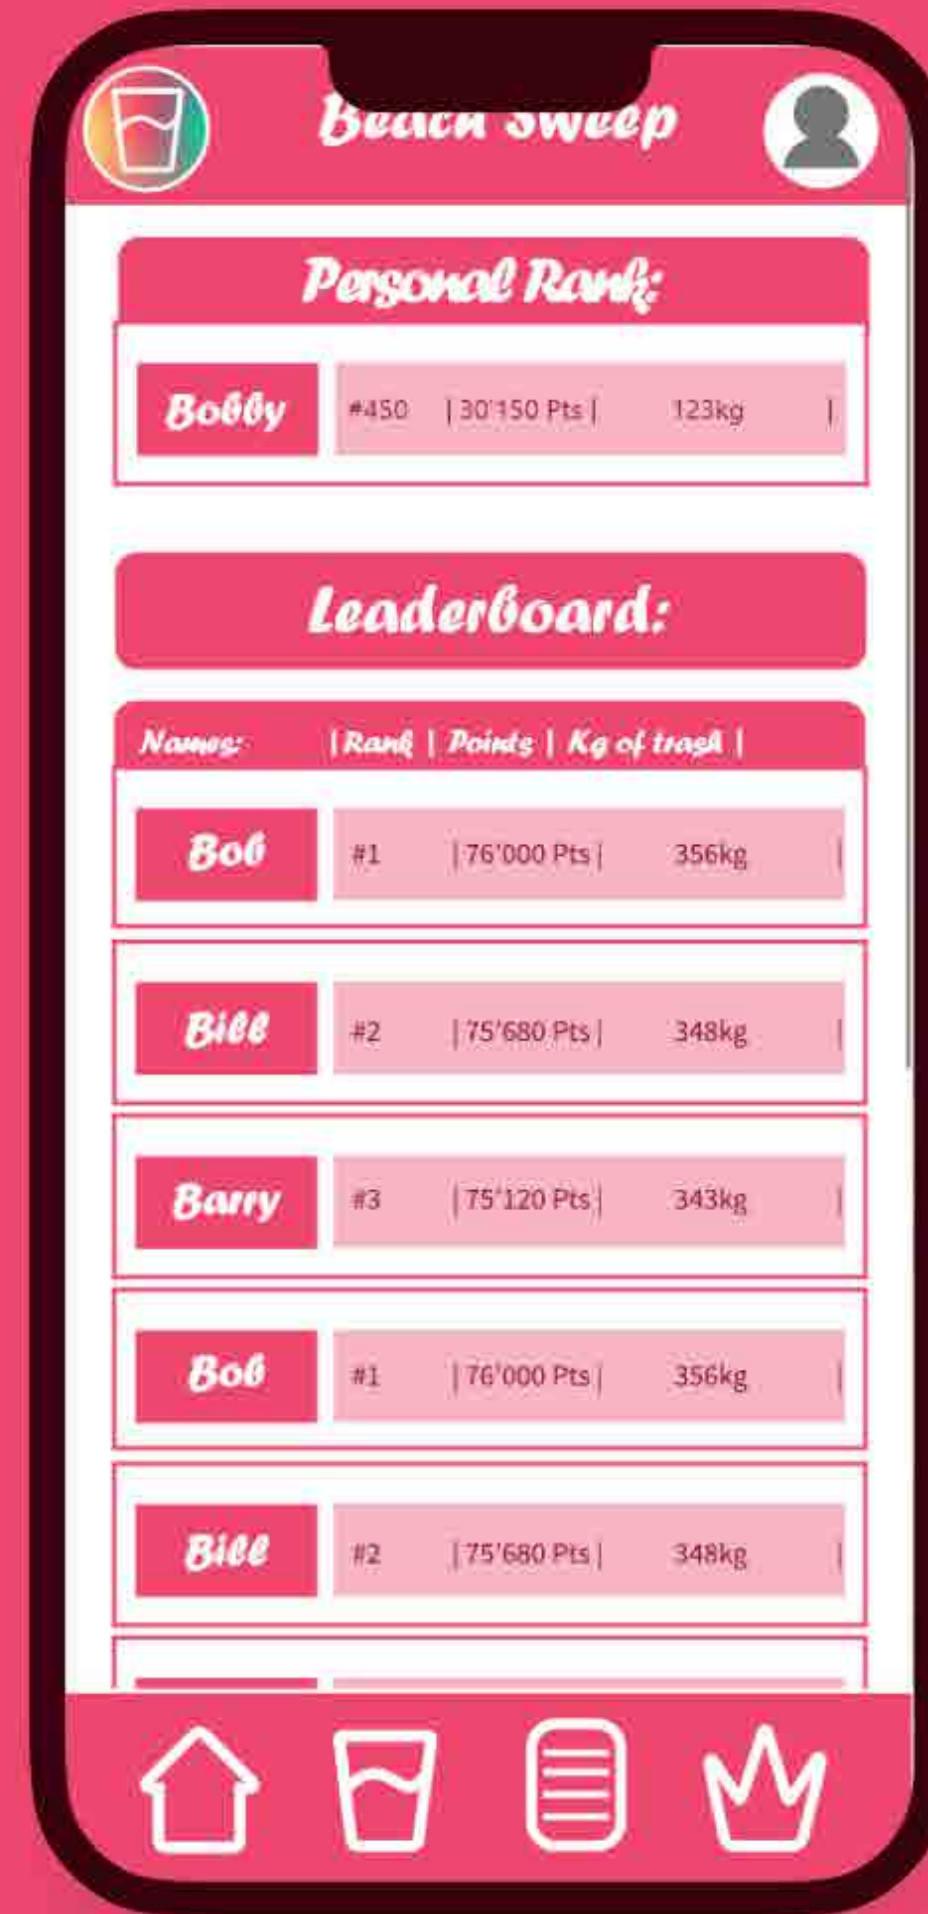 Beach Sweep
Personal Rank:
Bobby #450 | 30'150 Pts | 123kg |
Leaderboard:
Names: | Rank | Points | Kg of trash |
Bob #1 | 76'000 Pts | 356kg |
Bill #2 | 75'680 Pts | 348kg |
Barry #3 | 75'120 Pts | 343kg |
Bob #1 | 76'000 Pts | 356kg |
Bill #2 | 75'680 Pts | 348kg |